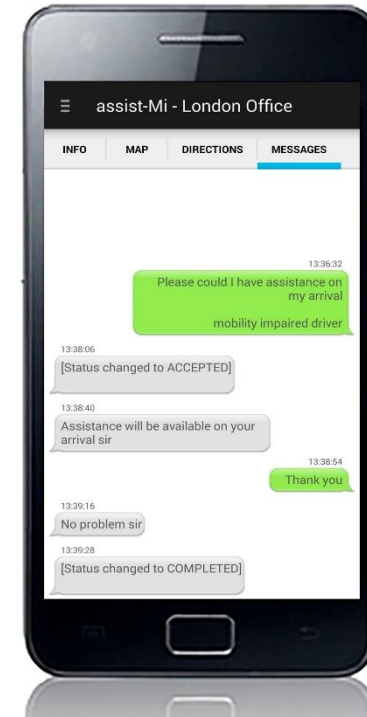 assist-Mi - London Office
INFO MAP DIRECTIONS MESSAGES
13:36:32
Please could I have assistance on
my arrival
mobility impaired driver
13:38:06
[Status changed to ACCEPTED]
13:38:40
Assistance will be available on your
arrival sir
13:38:54
Thank you
13:39:16
No problem sir
13:39:28
[Status changed to COMPLETED]